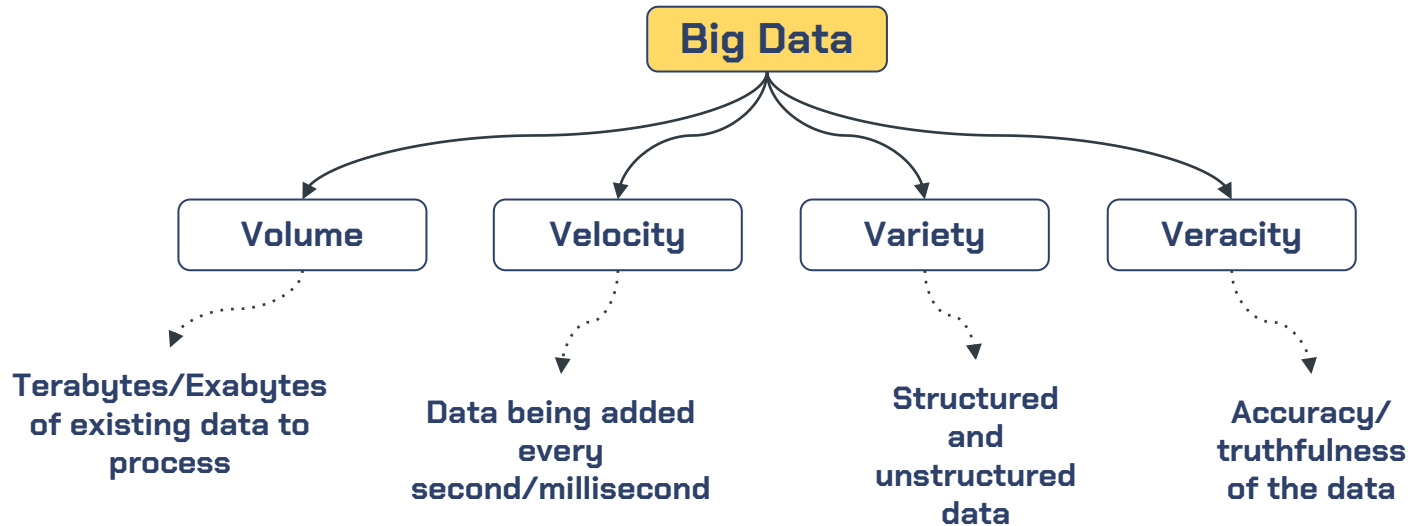 Big Data
Volume
Velocity
Variety
Veracity
Terabytes/Exabytes
of existing data to
process
Data being added
every
second/millisecond
Structured
and
unstructured
data
Accuracy/
truthfulness
of the data